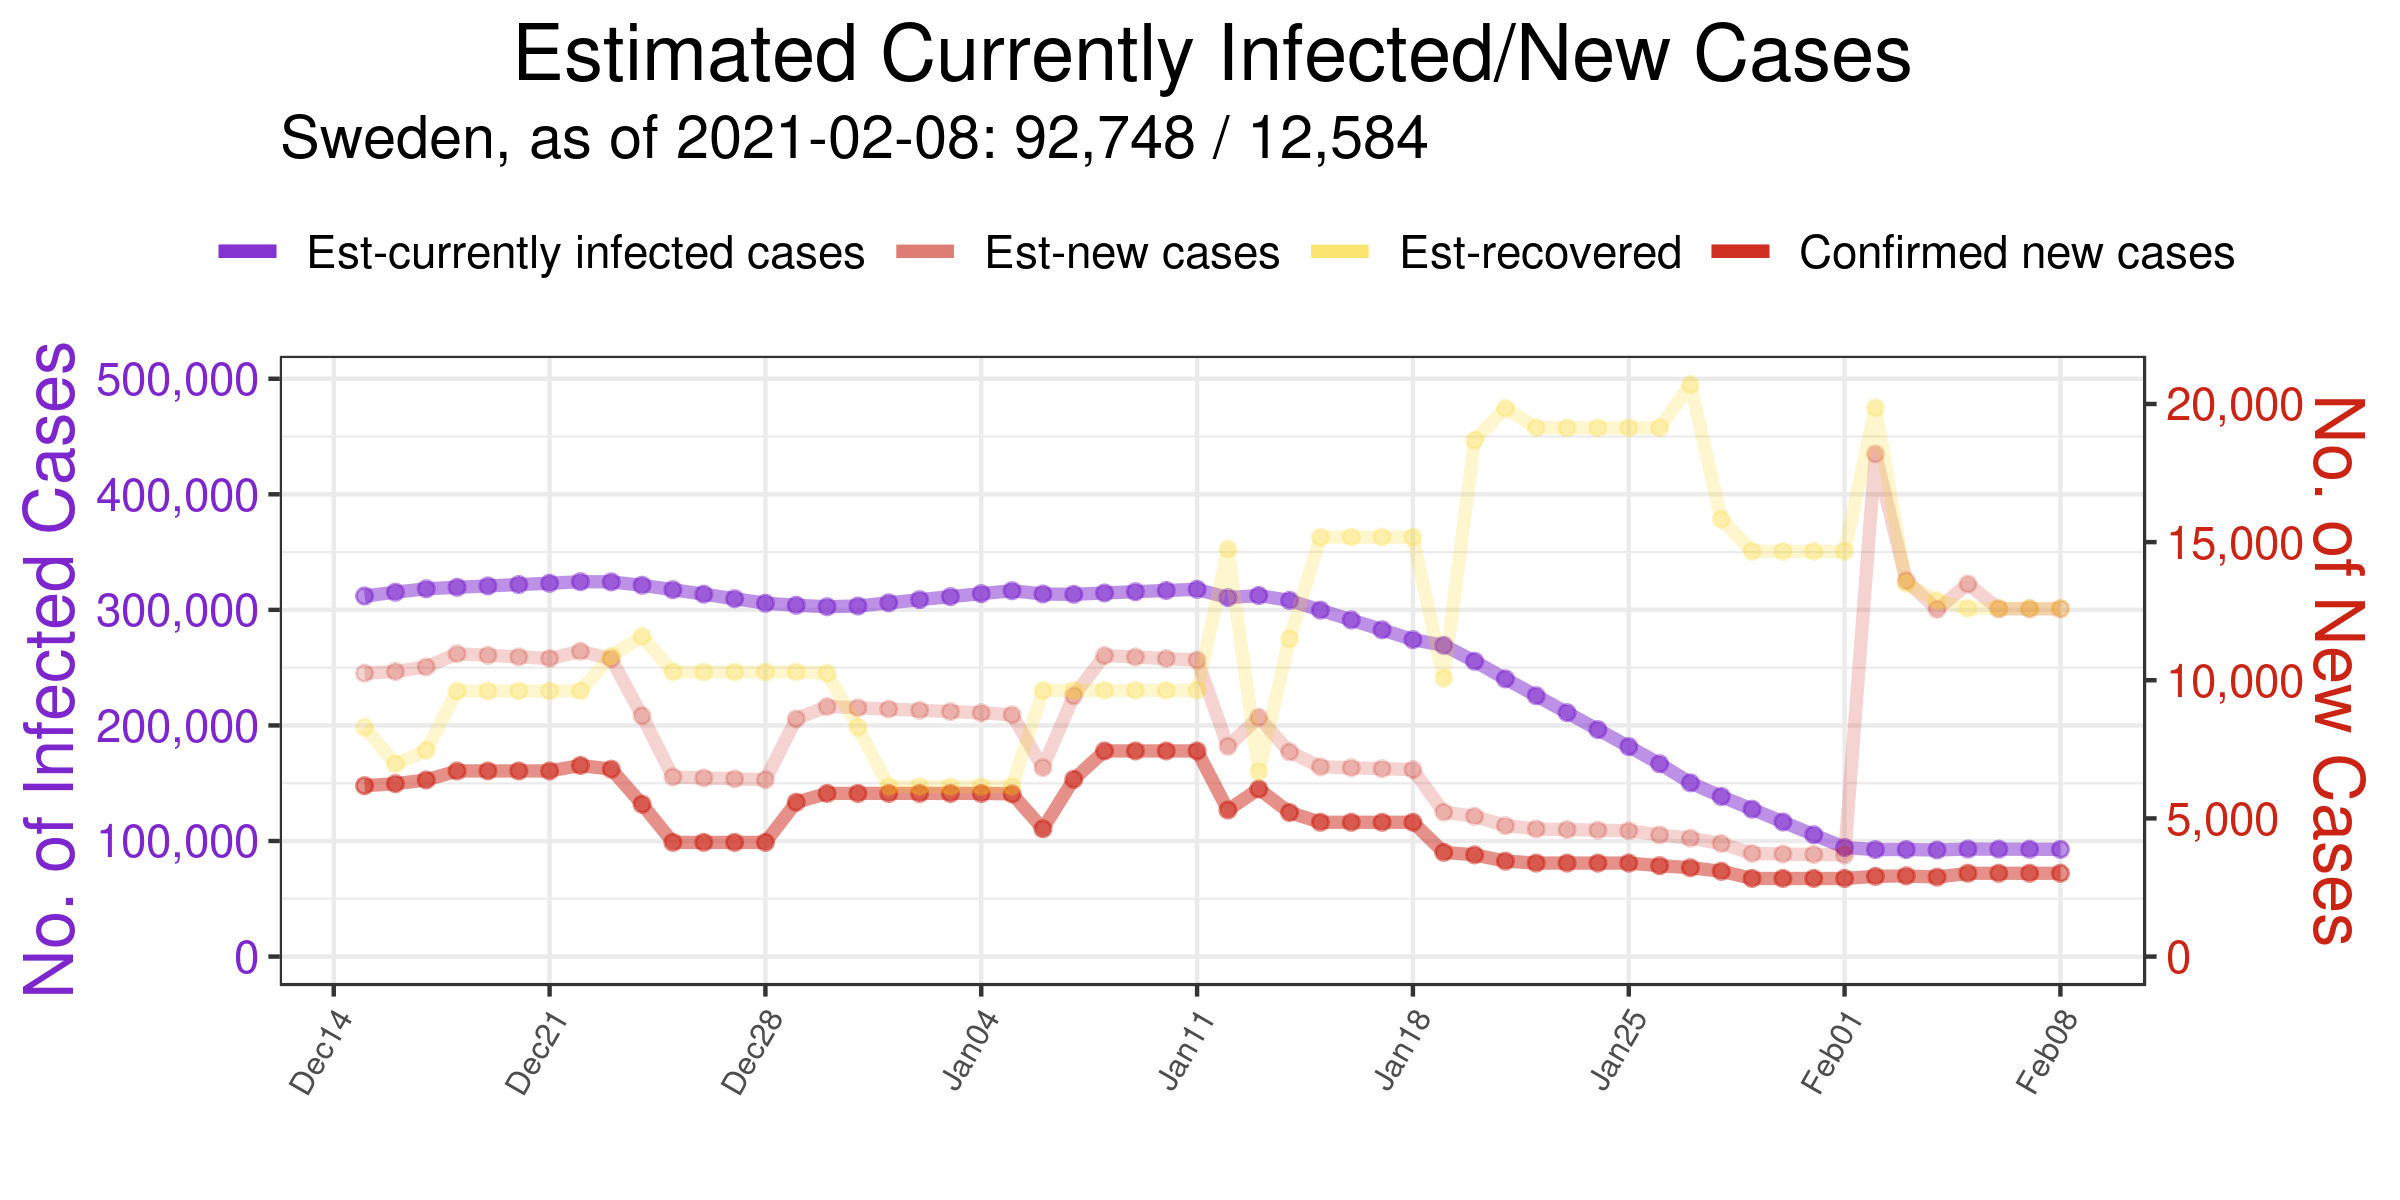 Estimated Currently Infected/New Cases
Sweden, as of 2021-02-08: 92,748 / 12,584
Est-currently infected cases Est-new cases Est-recovered Confirmed new cases
No. of Infected Cases
500,000
400,000
300,000
200,000
100,000
0
20,000
15,000
10,000
5,000
0
No. of New Cases
Dec14 Dec21 Dec28 Jan04 Jan11 Jan18 Jan25 Feb01 Feb08